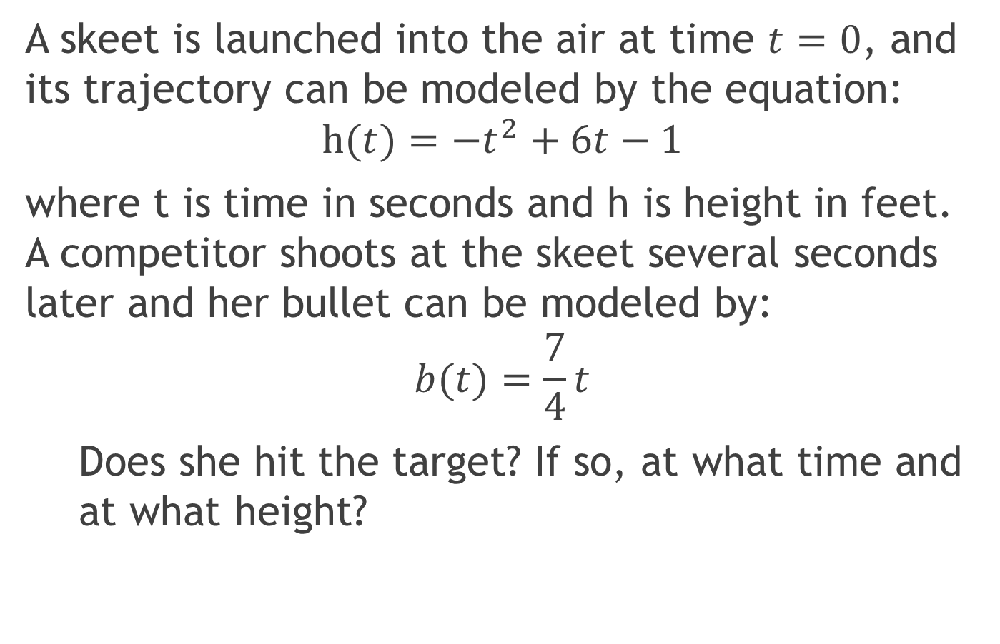 A skeet is launched into the air at time t = 0, and
its trajectory can be modeled by the equation:
h(t) = −t² + 6t − 1
where t is time in seconds and h is height in feet.
A competitor shoots at the skeet several seconds
later and her bullet can be modeled by:
b(t) = 7/4 t
Does she hit the target? If so, at what time and
at what height?